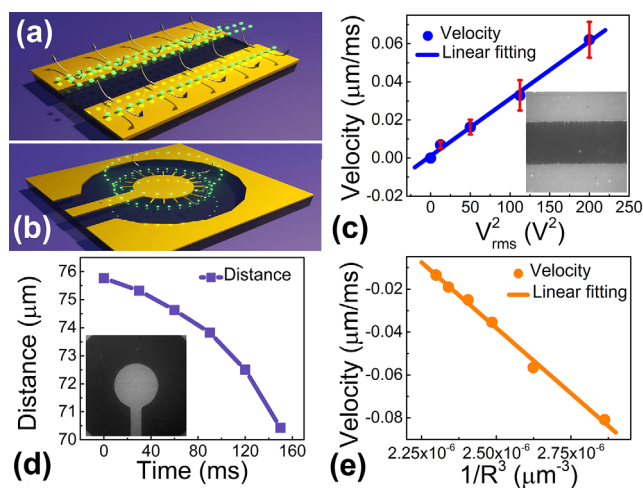 (a)
(b)
Velocity (μm/ms)
0.06
0.04
0.02
0.00
-0.02
Velocity
Linear fitting
0 50 100 150 200 250
V²rms (V²)
(c)
Distance (μm)
76
75
74
73
72
71
70
Distance
0 40 80 120 160
Time (ms)
(d)
Velocity (μm/ms)
-0.02
-0.04
-0.06
-0.08
Velocity
Linear fitting
2.25x10⁻⁶ 2.50x10⁻⁶ 2.75x10⁻⁶
1/R³ (μm⁻³)
(e)